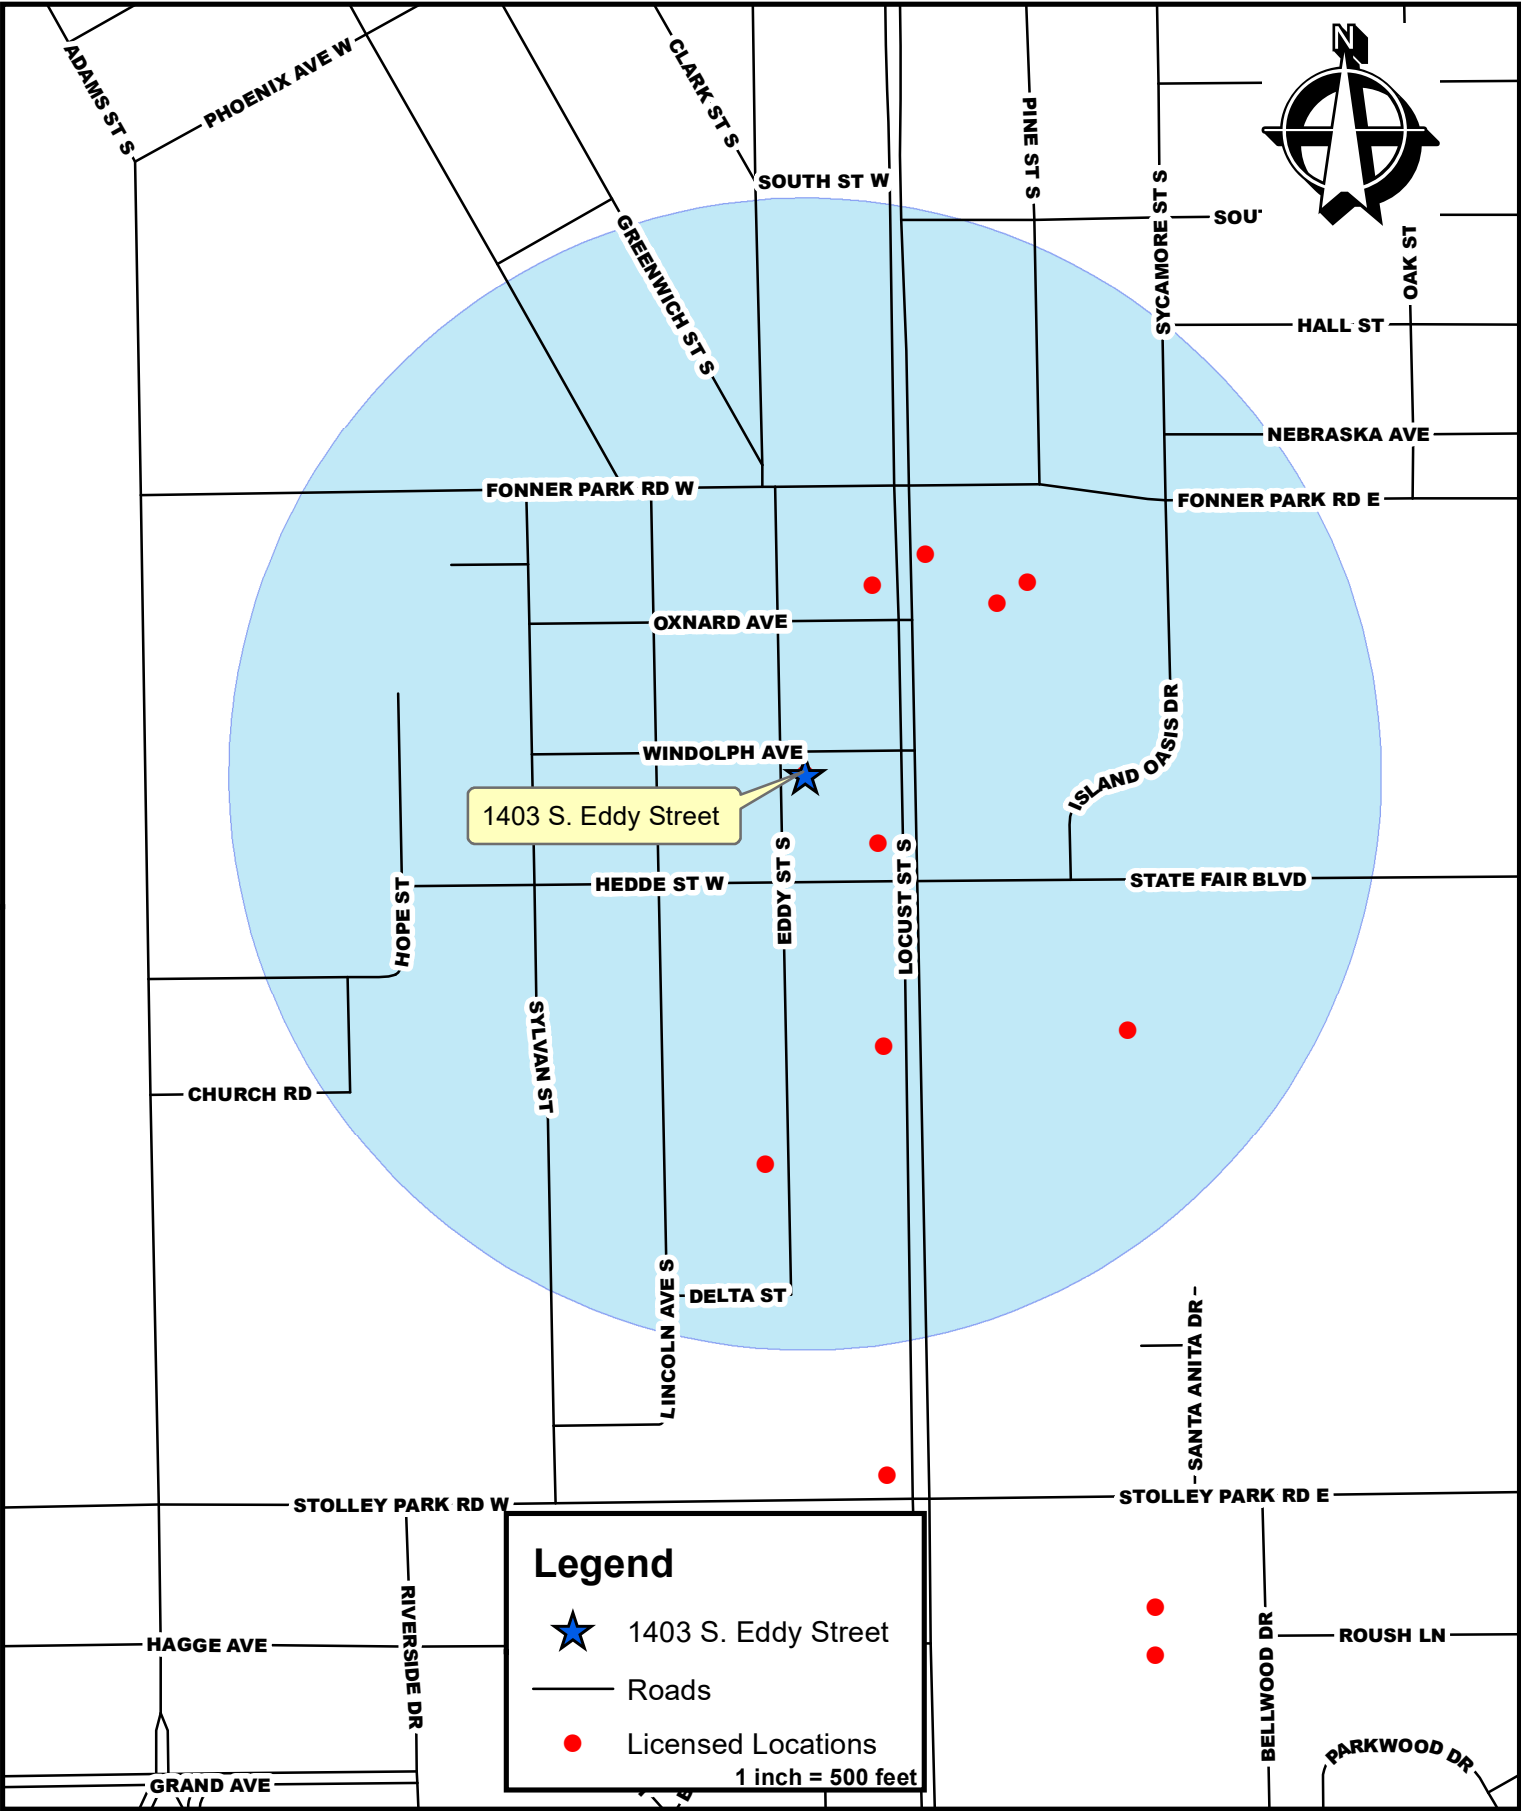 N
ADAMS ST S
PHOENIX AVE W
CLARK ST S
PINE ST S
SOUTH ST W
SYCAMORE ST S
SOU
OAK ST
GREENWICH ST S
HALL ST
NEBRASKA AVE
FONNER PARK RD W
FONNER PARK RD E
OXNARD AVE
WINDOLPH AVE
ISLAND OASIS DR
1403 S. Eddy Street
HEDDE ST W
EDDY ST S
LOCUST ST S
STATE FAIR BLVD
HOPE ST
SYLVAN ST
CHURCH RD
LINCOLN AVE S
DELTA ST
SANTA ANITA DR
STOLLEY PARK RD W
STOLLEY PARK RD E
Legend
1403 S. Eddy Street
Roads
Licensed Locations
1 inch = 500 feet
RIVERSIDE DR
HAGGE AVE
ROUSH LN
BELLWOOD DR
PARKWOOD DR
GRAND AVE